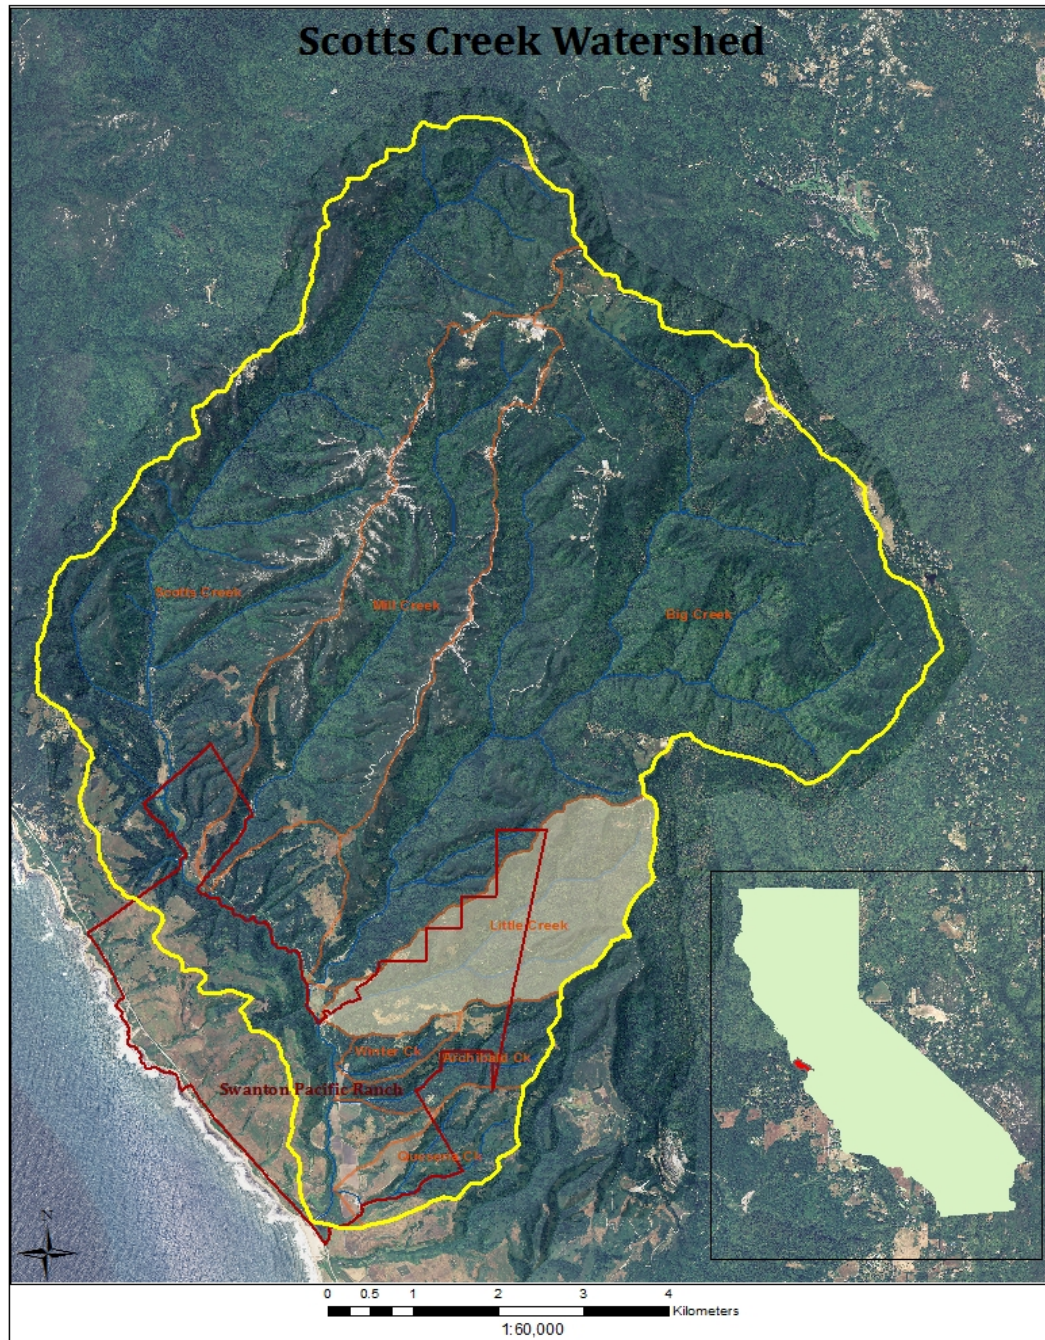 Scotts Creek Watershed
Scotts Creek
Mill Creek
Big Creek
Little Creek
Winter Ck
Archibald Ck
Swanton Pacific Ranch
Queseria Ck
N
0 0.5 1 2 3 4
Kilometers
1:60,000